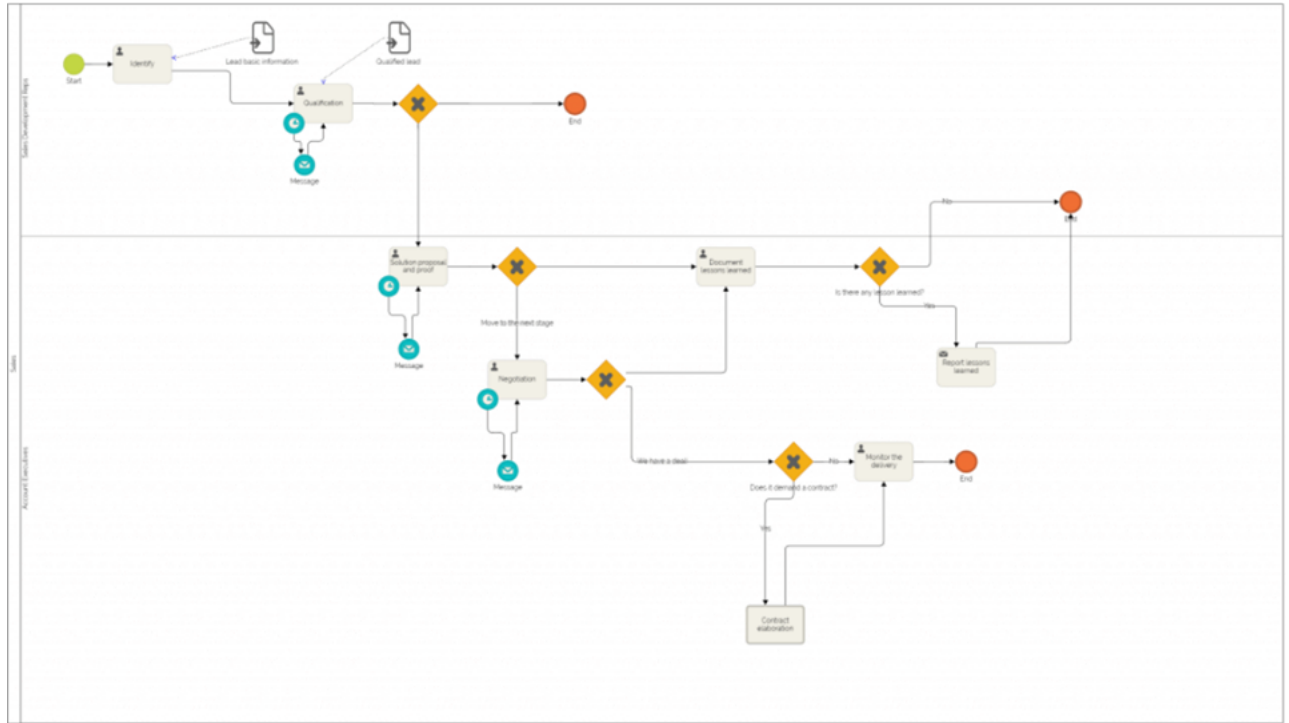 Sales
Sales Development Reps
Account Executives
Start
Identify
Lead basic information
Qualified lead
Qualification
Message
End
End
Solution proposal
and proof
Message
Move to the next stage
Document
lessons learned
Is there any lesson learned?
No
Yes
Report lessons
learned
Negotiation
Message
We have a deal
Does it demand a contract?
No
Yes
Monitor the
delivery
End
Contract
elaboration